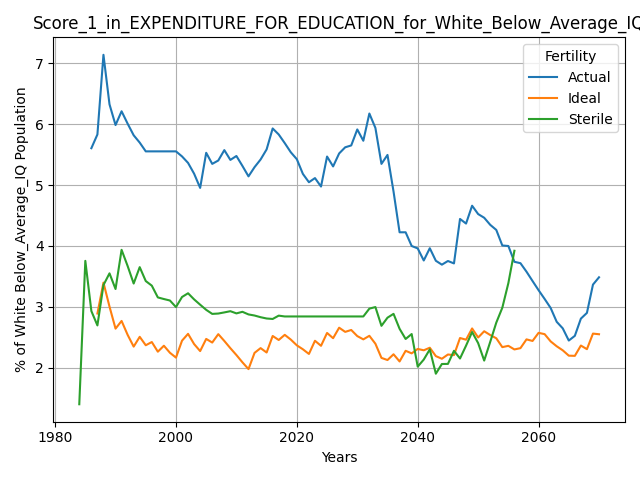 Score_1_in_EXPENDITURE_FOR_EDUCATION_for_White_Below_Average_IQ
Fertility
Actual
Ideal
Sterile
% of White Below_Average_IQ Population
7
6
5
4
3
2
1980
2000
2020
2040
2060
Years